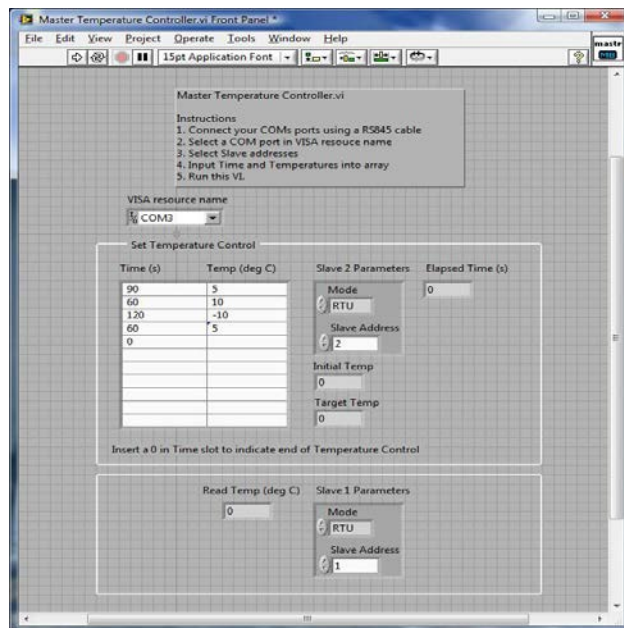 Master Temperature Controller.vi Front Panel *
File Edit View Project Operate Tools Window Help
15pt Application Font
mastr
Master Temperature Controller.vi
Instructions
1. Connect your COMs ports using a RS845 cable
2. Select a COM port in VISA resouce name
3. Select Slave addresses
4. Input Time and Temperatures into array
5. Run this VI.
VISA resource name
COM3
Set Temperature Control
Time (s) Temp (deg C) Slave 2 Parameters Elapsed Time (s)
90 5 Mode 0
60 10 RTU
120 -10 Slave Address
60 5 2
0
Initial Temp
0
Target Temp
0
Insert a 0 in Time slot to indicate end of Temperature Control
Read Temp (deg C) Slave 1 Parameters
0 Mode
RTU
Slave Address
1